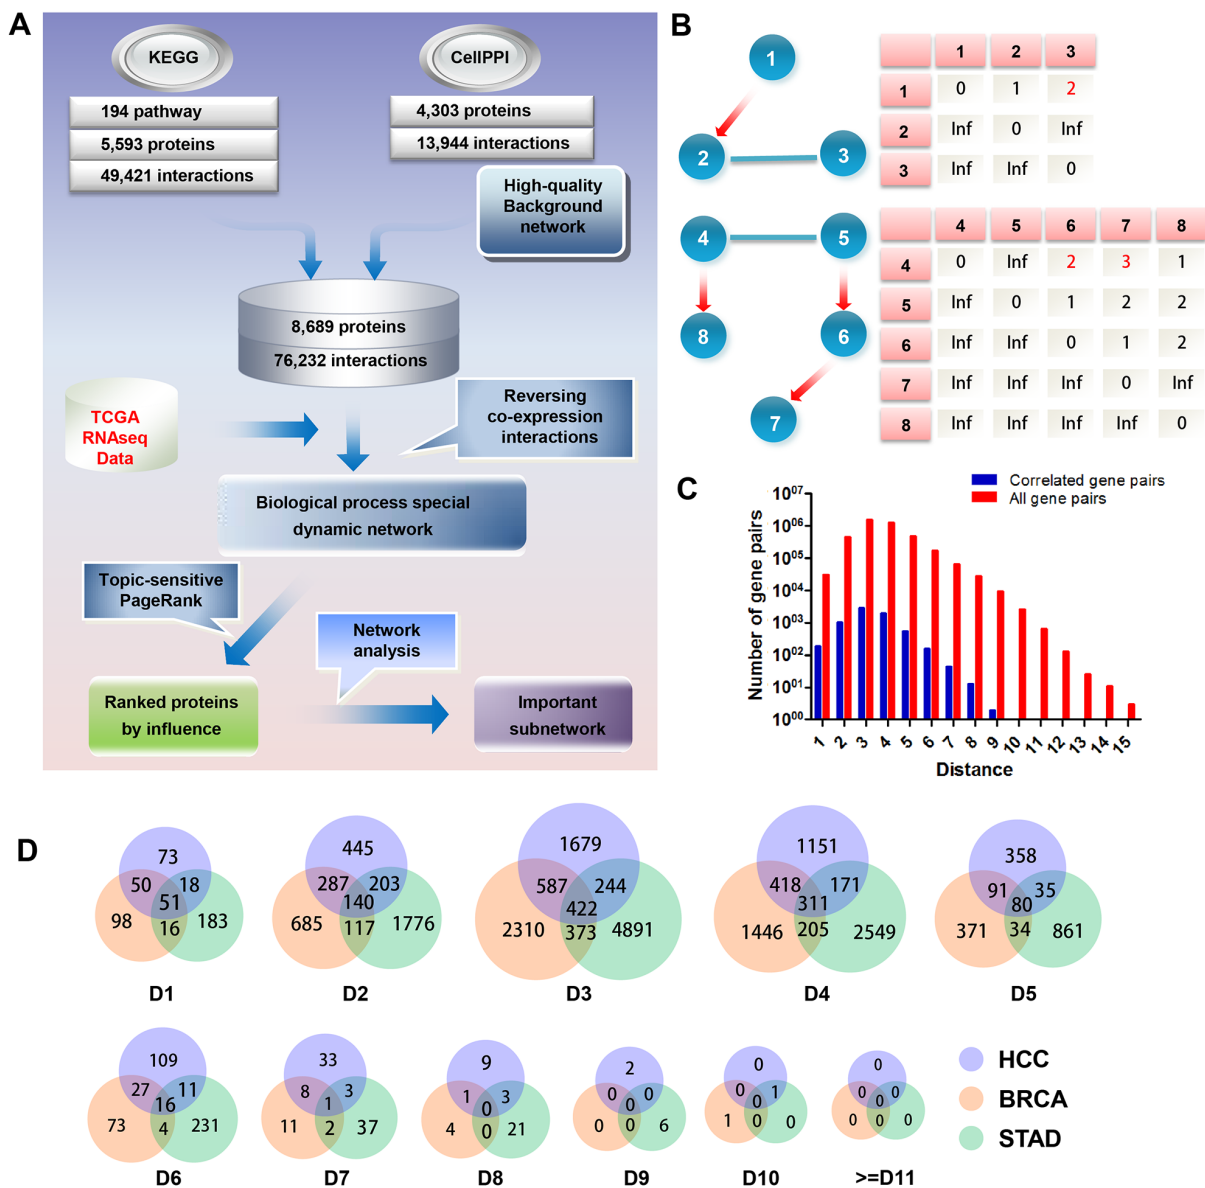 A
KEGG
194 pathway
5,593 proteins
49,421 interactions
CellPPI
4,303 proteins
13,944 interactions
High-quality
Background
network
8,689 proteins
76,232 interactions
TCGA
RNAseq
Data
Reversing
co-expression
interactions
Biological process special
dynamic network
Topic-sensitive
PageRank
Network
analysis
Ranked proteins
by influence
Important
subnetwork
B
1
2
3
4
5
8
6
7
1 2 3
1 0 1 2
2 Inf 0 Inf
3 Inf Inf 0
4 5 6 7 8
4 0 Inf 2 3 1
5 Inf 0 1 2 2
6 Inf Inf 0 1 2
7 Inf Inf Inf 0 Inf
8 Inf Inf Inf Inf 0
C
Correlated gene pairs
All gene pairs
Number of gene pairs
10^07
10^06
10^05
10^04
10^03
10^02
10^01
10^00
1 2 3 4 5 6 7 8 9 10 11 12 13 14 15
Distance
D
73
50 18
51
98 16 183
D1
445
287 203
140
685 117 1776
D2
1679
587 244
422
2310 373 4891
D3
1151
418 171
311
1446 205 2549
D4
358
91 35
80
371 34 861
D5
109
27 11
16
73 4 231
D6
33
8 3
1
11 2 37
D7
9
1 3
0
4 0 21
D8
2
0 0
0
0 0 6
D9
0
0 1
0
1 0 0
D10
0
0 0
0
0 0 0
>=D11
HCC
BRCA
STAD